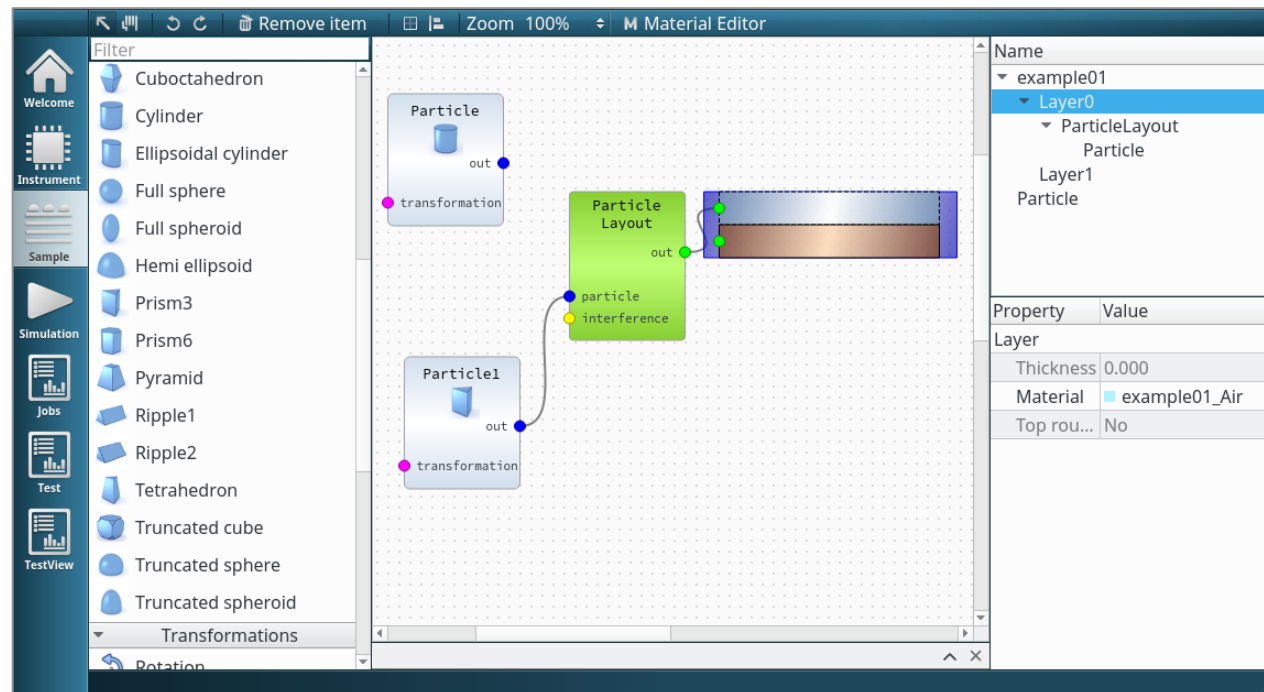 Remove item
Zoom 100%
M Material Editor
Welcome
Instrument
Sample
Simulation
Jobs
Test
TestView
Filter
Cuboctahedron
Cylinder
Ellipsoidal cylinder
Full sphere
Full spheroid
Hemi ellipsoid
Prism3
Prism6
Pyramid
Ripple1
Ripple2
Tetrahedron
Truncated cube
Truncated sphere
Truncated spheroid
Transformations
Rotation
Particle
out
transformation
Particle
Layout
out
particle
interference
Particle1
out
transformation
Name
example01
Layer0
ParticleLayout
Particle
Layer1
Particle
Property Value
Layer
Thickness 0.000
Material example01_Air
Top rou... No